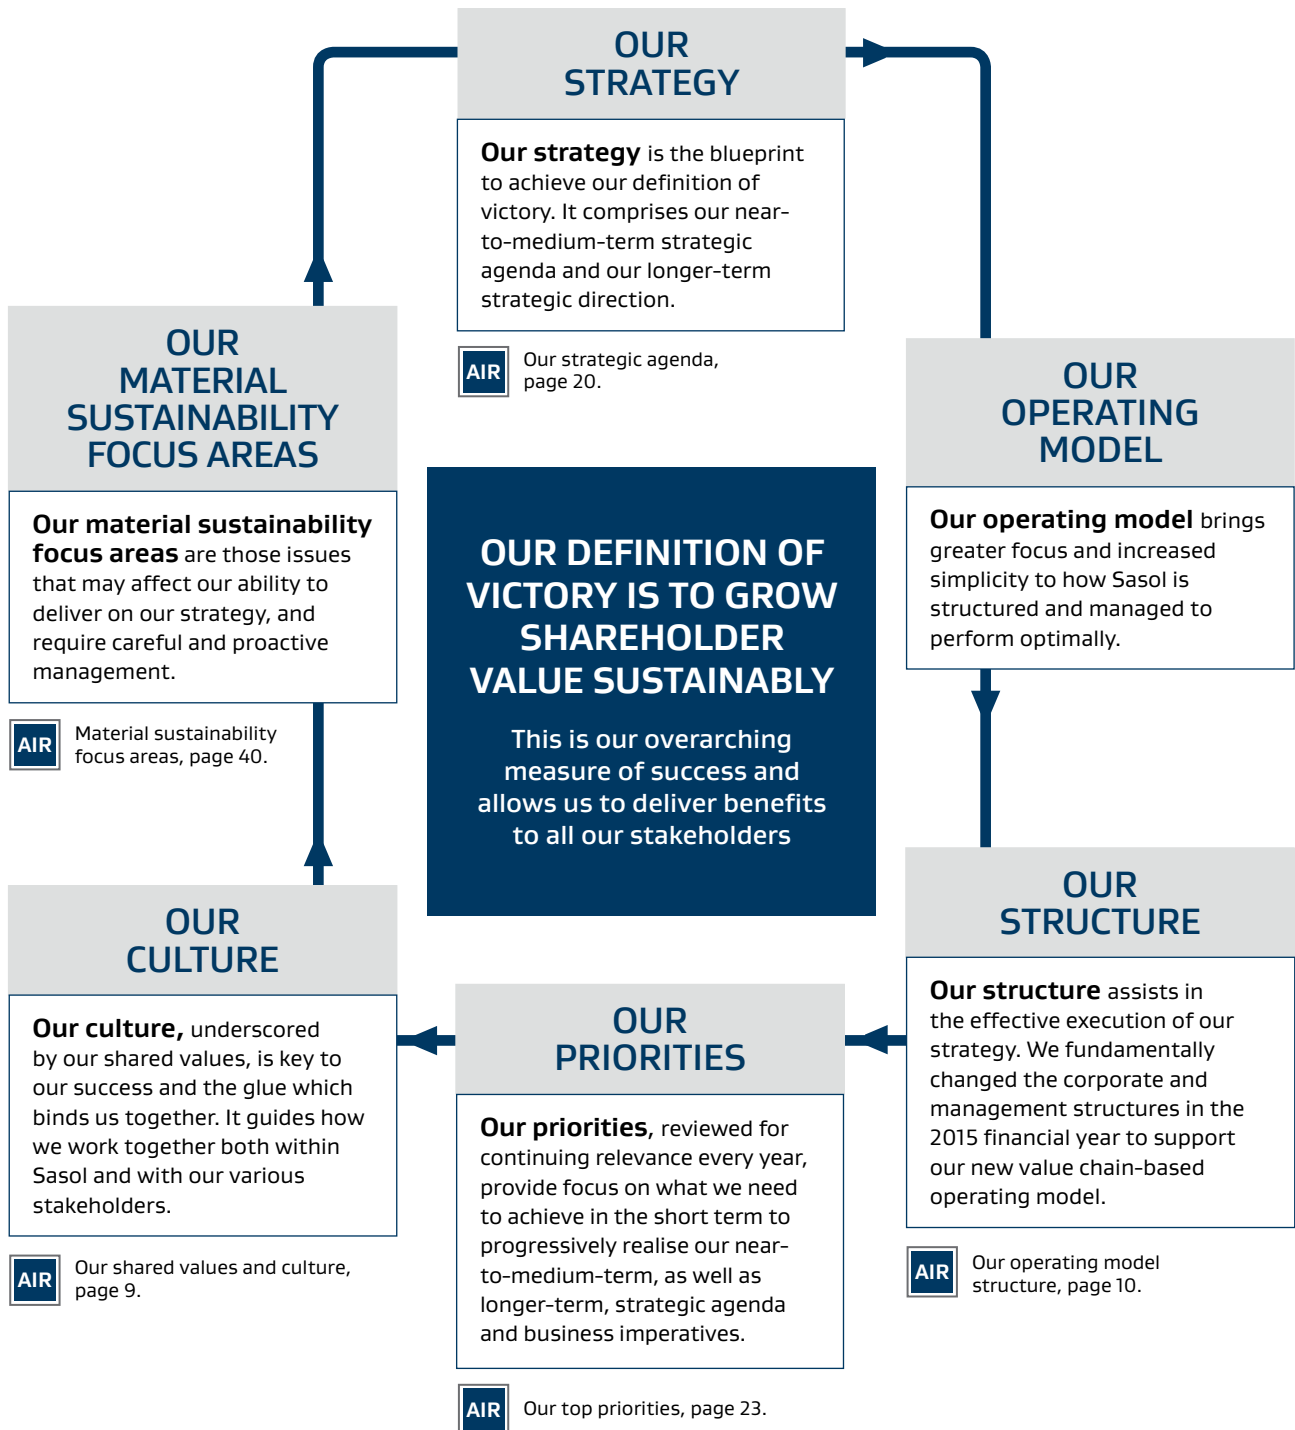 OUR
STRATEGY
Our strategy is the blueprint
to achieve our definition of
victory. It comprises our near-
to-medium-term strategic
agenda and our longer-term
strategic direction.
AIR
Our strategic agenda,
page 20.
OUR
OPERATING
MODEL
Our operating model brings
greater focus and increased
simplicity to how Sasol is
structured and managed to
perform optimally.
OUR
STRUCTURE
Our structure assists in
the effective execution of our
strategy. We fundamentally
changed the corporate and
management structures in the
2015 financial year to support
our new value chain-based
operating model.
AIR
Our operating model
structure, page 10.
OUR
PRIORITIES
Our priorities, reviewed for
continuing relevance every year,
provide focus on what we need
to achieve in the short term to
progressively realise our near-
to-medium-term, as well as
longer-term, strategic agenda
and business imperatives.
AIR
Our top priorities, page 23.
OUR
CULTURE
Our culture, underscored
by our shared values, is key to
our success and the glue which
binds us together. It guides how
we work together both within
Sasol and with our various
stakeholders.
AIR
Our shared values and culture,
page 9.
OUR
MATERIAL
SUSTAINABILITY
FOCUS AREAS
Our material sustainability
focus areas are those issues
that may affect our ability to
deliver on our strategy, and
require careful and proactive
management.
AIR
Material sustainability
focus areas, page 40.
OUR DEFINITION OF
VICTORY IS TO GROW
SHAREHOLDER
VALUE SUSTAINABLY
This is our overarching
measure of success and
allows us to deliver benefits
to all our stakeholders